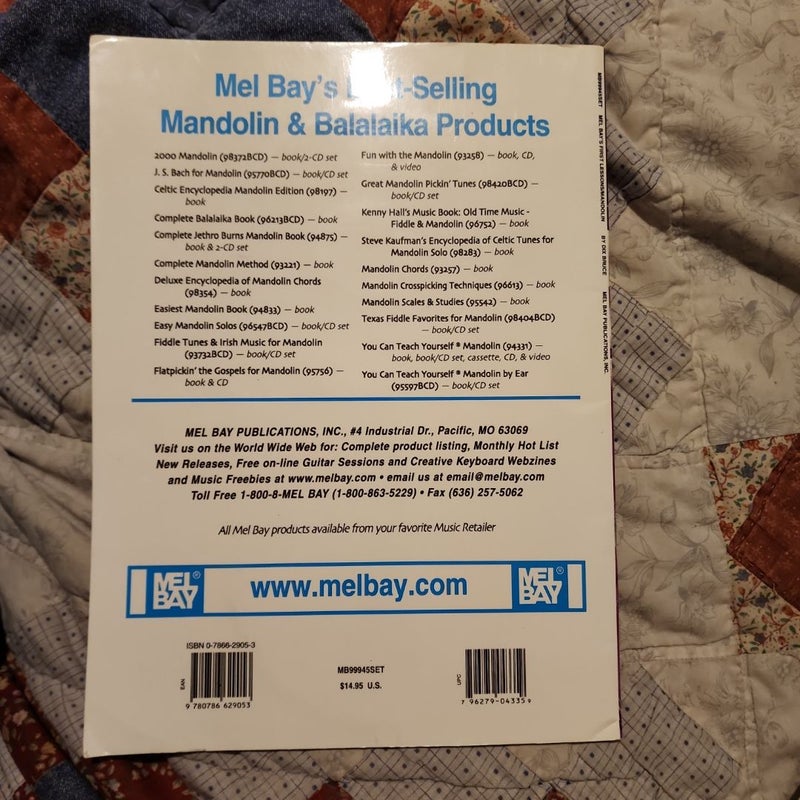 Mel Bay's t-Selling
Mandolin & Balalaika Products
2000 Mandolin (98372BCD) — book/2-CD set
J. S. Bach for Mandolin (95770BCD) — book/CD set
Celtic Encyclopedia Mandolin Edition (98197) —
book
Complete Balalaika Book (96213BCD) — book
Complete Jethro Burns Mandolin Book (94875) —
book & 2-CD set
Complete Mandolin Method (93221) — book
Deluxe Encyclopedia of Mandolin Chords
(98354) — book
Easiest Mandolin Book (94833) — book
Easy Mandolin Solos (96547BCD) — book/CD set
Fiddle Tunes & Irish Music for Mandolin
(93732BCD) — book/CD set
Flatpickin' the Gospels for Mandolin (95756) —
book & CD
Fun with the Mandolin (93258) — book, CD,
& video
Great Mandolin Pickin' Tunes (98420BCD) —
book/CD set
Kenny Hall's Music Book: Old Time Music -
Fiddle & Mandolin (96752) — book
Steve Kaufman's Encyclopedia of Celtic Tunes for
Mandolin Solo (98283) — book
Mandolin Chords (93257) — book
Mandolin Crosspicking Techniques (96613) — book
Mandolin Scales & Studies (95542) — book
Texas Fiddle Favorites for Mandolin (98404BCD)
— book/CD set
You Can Teach Yourself ® Mandolin (94331) —
book, book/CD set, cassette, CD, & video
You Can Teach Yourself ® Mandolin by Ear
(95597BCD) — book/CD set
MEL BAY PUBLICATIONS, INC., #4 Industrial Dr., Pacific, MO 63069
Visit us on the World Wide Web for: Complete product listing, Monthly Hot List
New Releases, Free on-line Guitar Sessions and Creative Keyboard Webzines
and Music Freebies at www.melbay.com • email us at email@melbay.com
Toll Free 1-800-8-MEL BAY (1-800-863-5229) • Fax (636) 257-5062
All Mel Bay products available from your favorite Music Retailer
MEL BAY ®
www.melbay.com
MEL BAY ®
ISBN 0-7866-2905-3
EAN
9 780786 629053
MB99945SET
$14.95 U.S.
UPC
7 96279 04335 9
MB99945SET MEL BAY'S FIRST LESSONS/MANDOLIN BY DIX BRUCE MEL BAY PUBLICATIONS, INC.